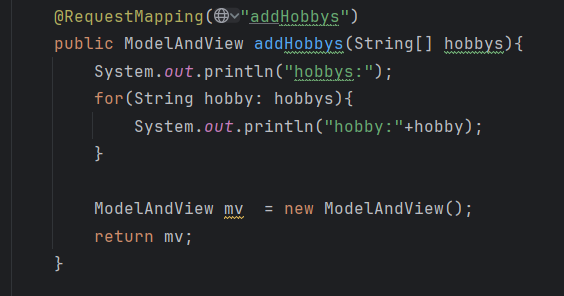 @RequestMapping("addHobbys")
public ModelAndView addHobbys(String[] hobbys){
System.out.println("hobbys:");
for(String hobby: hobbys){
System.out.println("hobby:"+hobby);
}
ModelAndView mv  = new ModelAndView();
return mv;
}